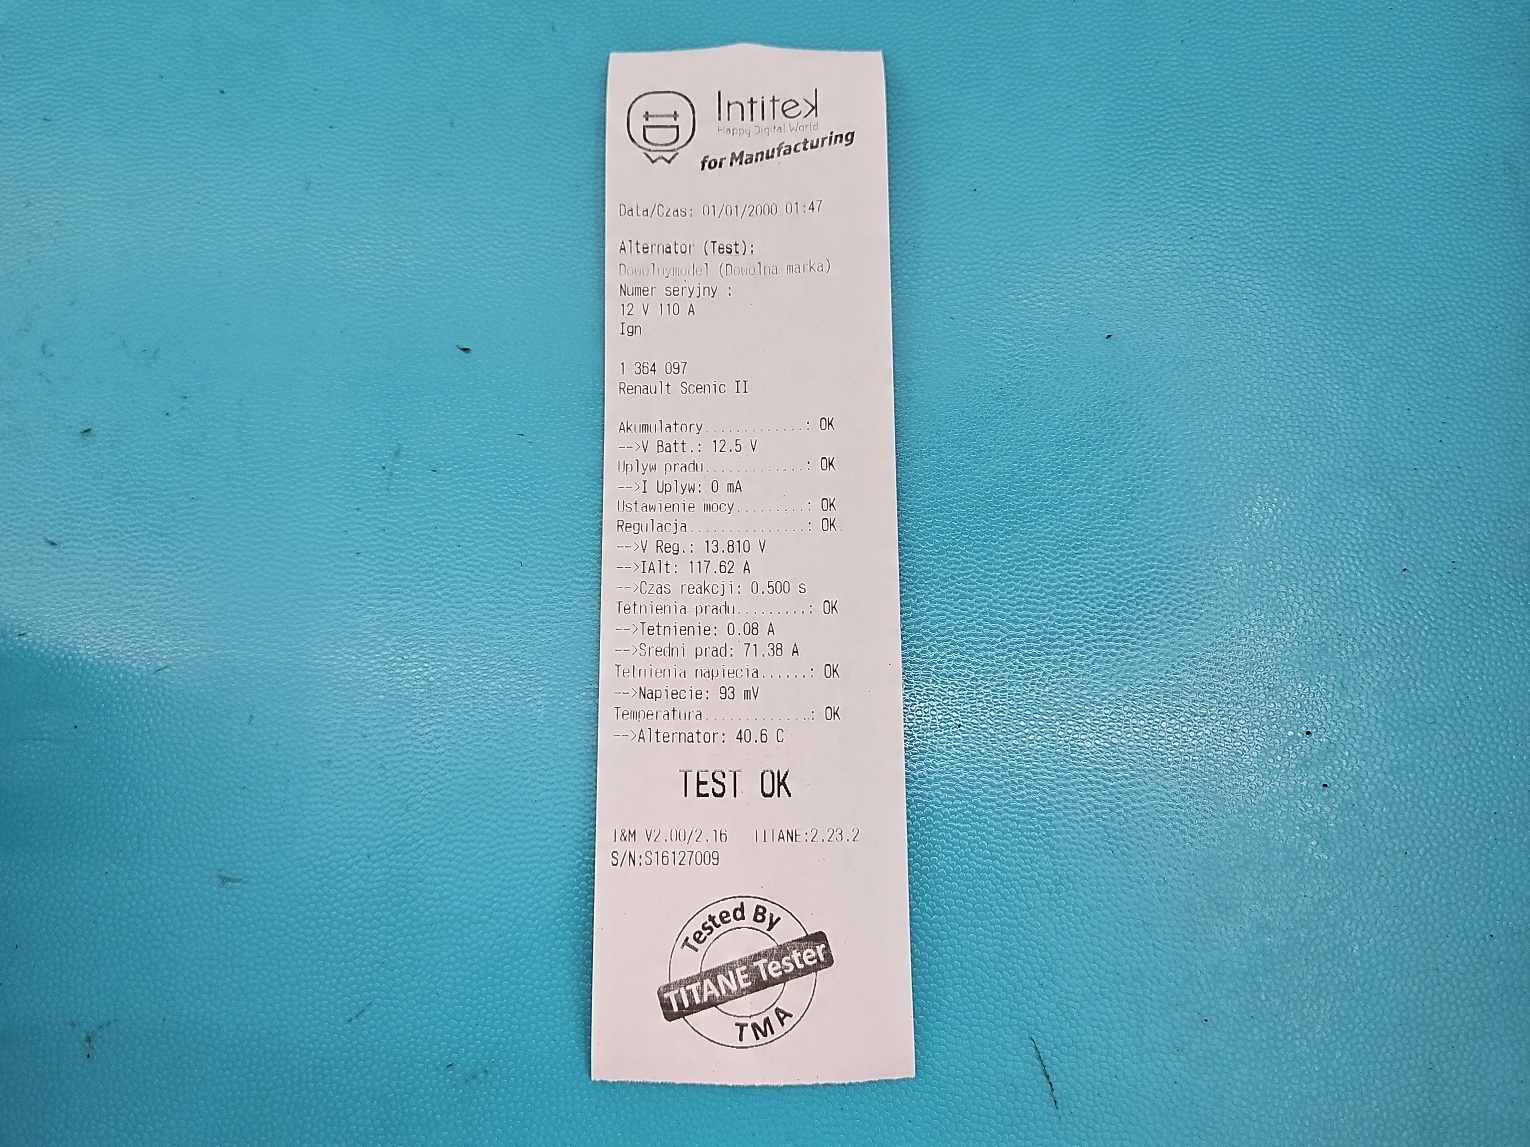 Intitek
Happy Digital World
for Manufacturing
Data/Czas: 01/01/2000 01:47
Alternator (Test):
Dowolnymodel (Dowolna marka)
Numer seryjny :
12 V 110 A
Ign
1 364 097
Renault Scenic II
Akumulatory.............: OK
-->V Batt.: 12.5 V
Uplyw pradu.............: OK
-->I Uplyw: 0 mA
Ustawienie mocy.........: OK
Regulacja...............: OK
-->V Reg.: 13.810 V
-->IAlt: 117.62 A
-->Czas reakcji: 0.500 s
Tetnienia pradu.........: OK
-->Tetnienie: 0.08 A
-->Sredni prad: 71.38 A
Tetnienia napiecia......: OK
-->Napiecie: 93 mV
Temperatura.............: OK
-->Alternator: 40.6 C
TEST OK
I&M V2.00/2.16 TITANE:2.23.2
S/N:S16127009
Tested By
TITANE Tester
TMA